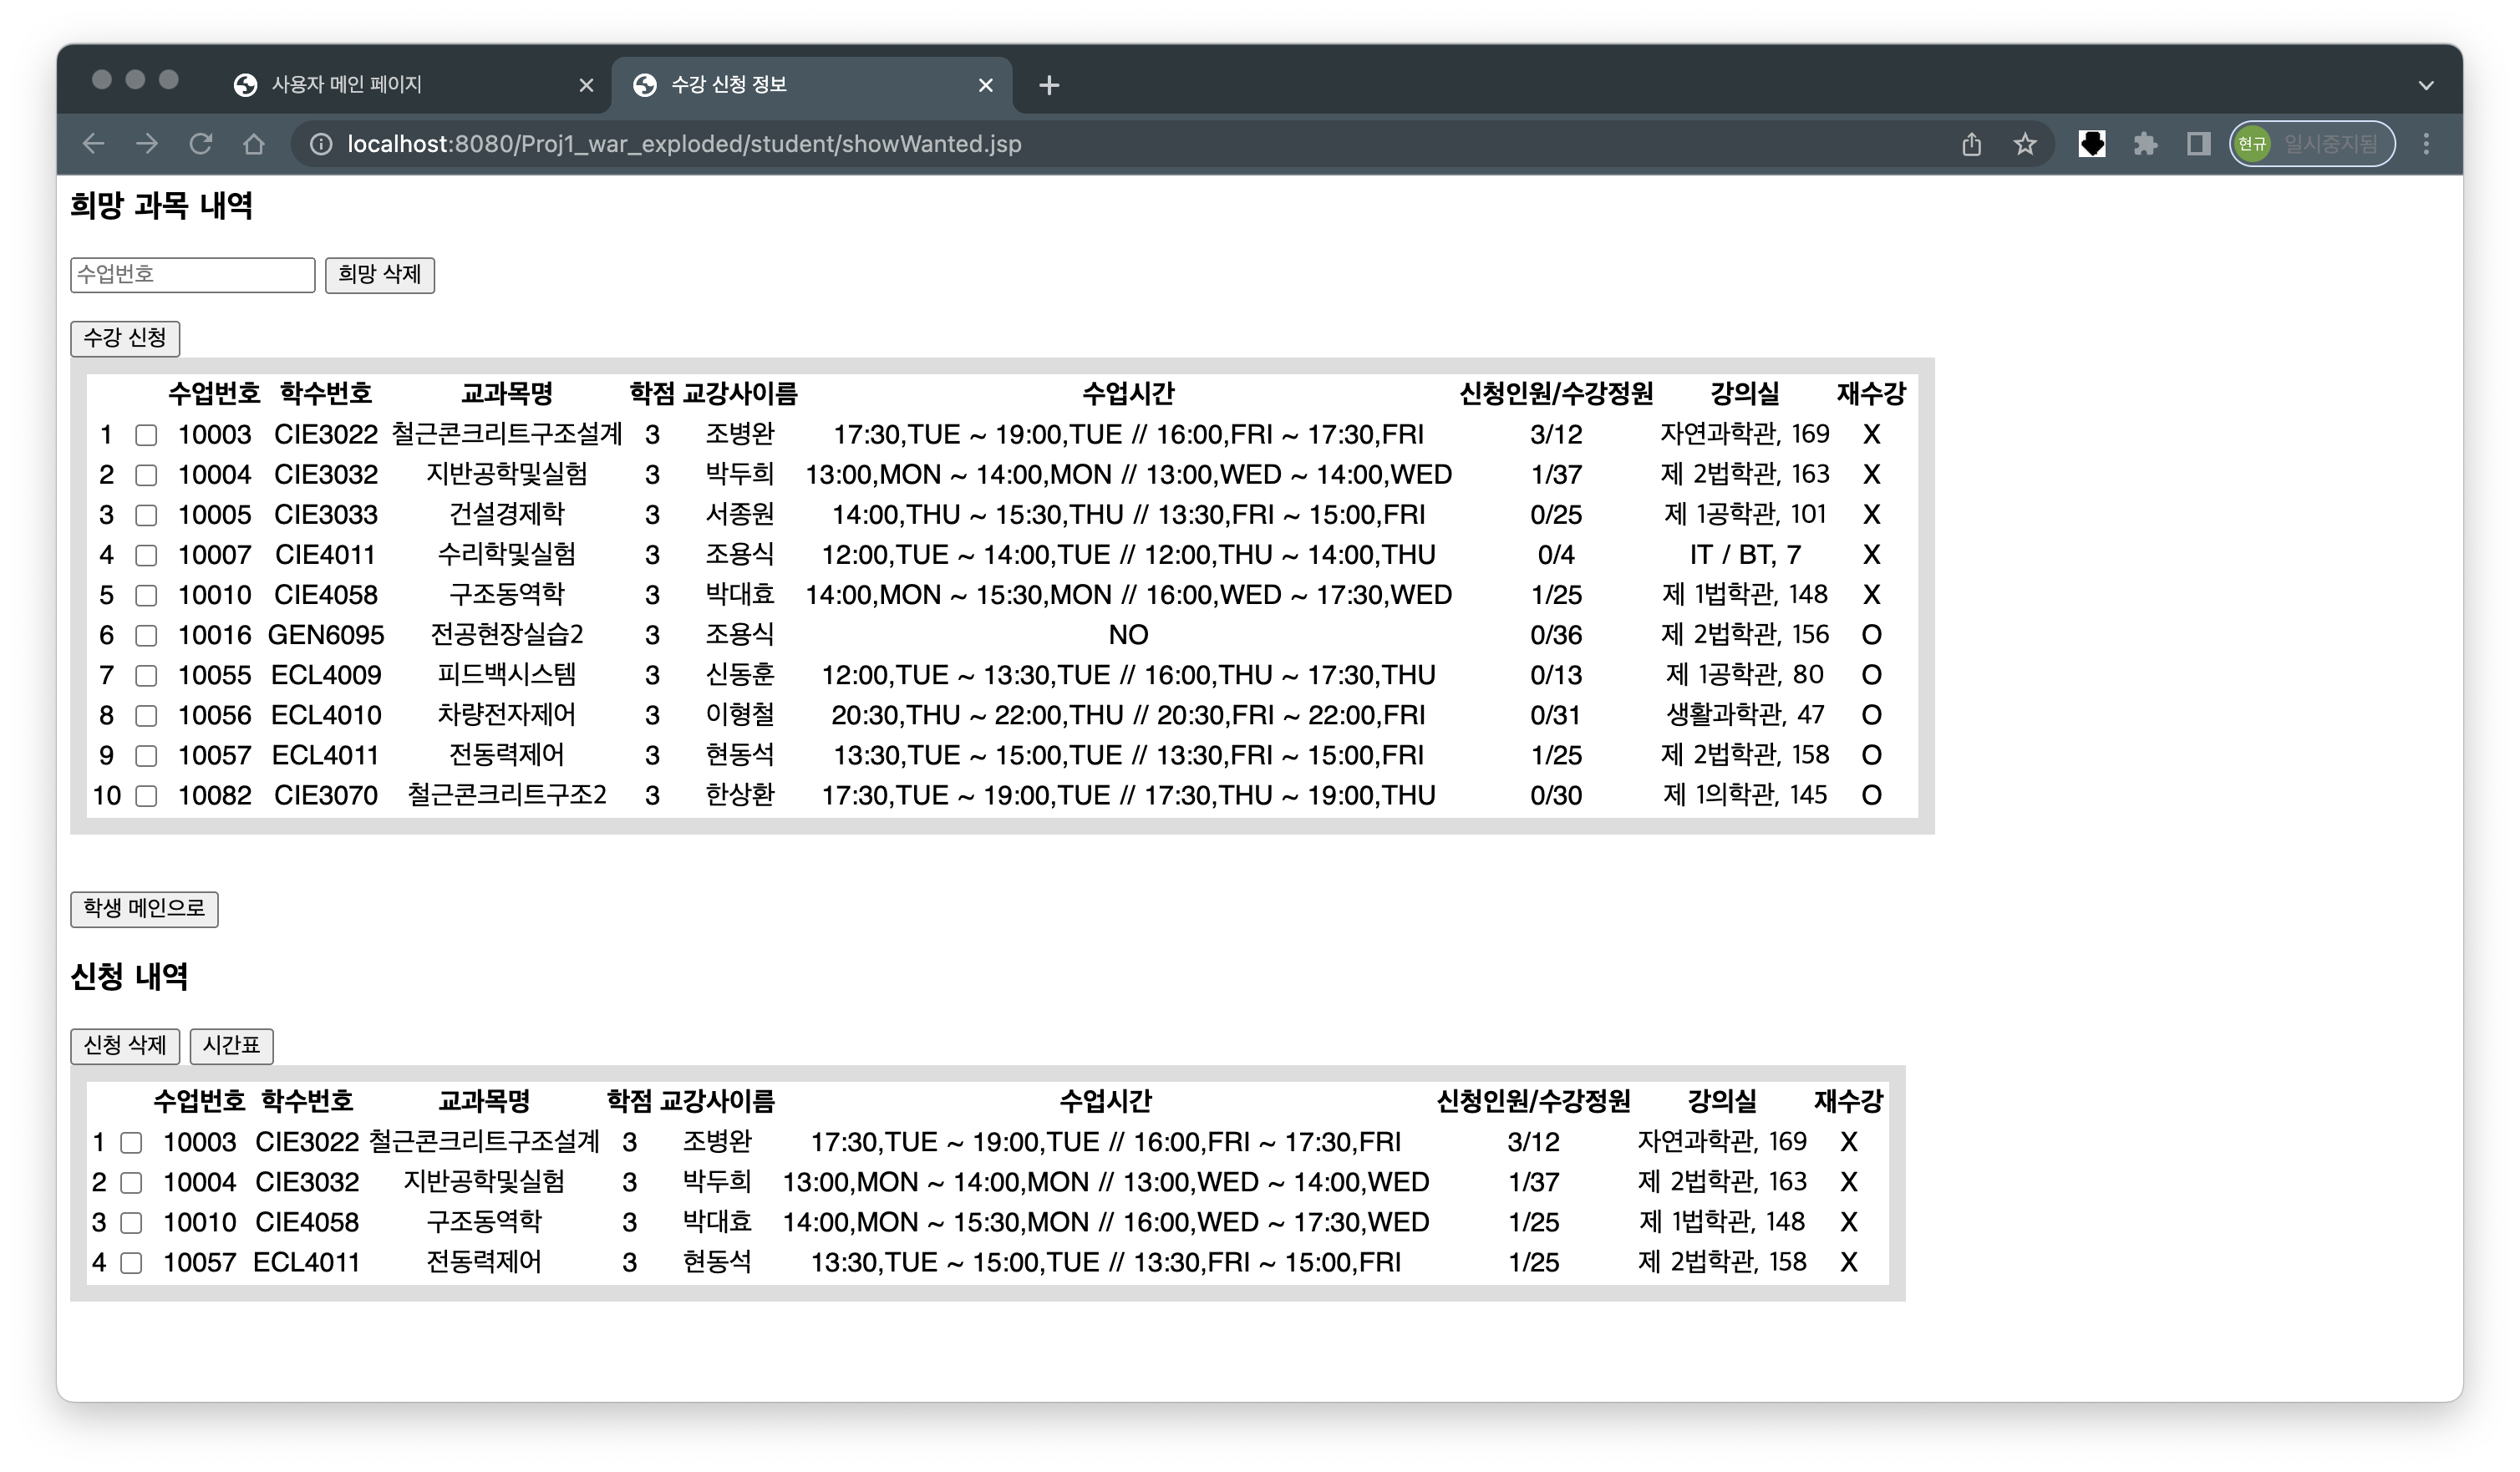 사용자 메인 페이지
수강 신청 정보
localhost:8080/Proj1_war_exploded/student/showWanted.jsp
현규 일시중지됨
희망 과목 내역
수업번호 희망 삭제
수강 신청
수업번호 학수번호 교과목명 학점 교강사이름 수업시간 신청인원/수강정원 강의실 재수강
1 10003 CIE3022 철근콘크리트구조설계 3 조병완 17:30,TUE ~ 19:00,TUE // 16:00,FRI ~ 17:30,FRI 3/12 자연과학관, 169 X
2 10004 CIE3032 지반공학및실험 3 박두희 13:00,MON ~ 14:00,MON // 13:00,WED ~ 14:00,WED 1/37 제 2법학관, 163 X
3 10005 CIE3033 건설경제학 3 서종원 14:00,THU ~ 15:30,THU // 13:30,FRI ~ 15:00,FRI 0/25 제 1공학관, 101 X
4 10007 CIE4011 수리학및실험 3 조용식 12:00,TUE ~ 14:00,TUE // 12:00,THU ~ 14:00,THU 0/4 IT / BT, 7 X
5 10010 CIE4058 구조동역학 3 박대효 14:00,MON ~ 15:30,MON // 16:00,WED ~ 17:30,WED 1/25 제 1법학관, 148 X
6 10016 GEN6095 전공현장실습2 3 조용식 NO 0/36 제 2법학관, 156 O
7 10055 ECL4009 피드백시스템 3 신동훈 12:00,TUE ~ 13:30,TUE // 16:00,THU ~ 17:30,THU 0/13 제 1공학관, 80 O
8 10056 ECL4010 차량전자제어 3 이형철 20:30,THU ~ 22:00,THU // 20:30,FRI ~ 22:00,FRI 0/31 생활과학관, 47 O
9 10057 ECL4011 전동력제어 3 현동석 13:30,TUE ~ 15:00,TUE // 13:30,FRI ~ 15:00,FRI 1/25 제 2법학관, 158 O
10 10082 CIE3070 철근콘크리트구조2 3 한상환 17:30,TUE ~ 19:00,TUE // 17:30,THU ~ 19:00,THU 0/30 제 1의학관, 145 O
학생 메인으로
신청 내역
신청 삭제 시간표
수업번호 학수번호 교과목명 학점 교강사이름 수업시간 신청인원/수강정원 강의실 재수강
1 10003 CIE3022 철근콘크리트구조설계 3 조병완 17:30,TUE ~ 19:00,TUE // 16:00,FRI ~ 17:30,FRI 3/12 자연과학관, 169 X
2 10004 CIE3032 지반공학및실험 3 박두희 13:00,MON ~ 14:00,MON // 13:00,WED ~ 14:00,WED 1/37 제 2법학관, 163 X
3 10010 CIE4058 구조동역학 3 박대효 14:00,MON ~ 15:30,MON // 16:00,WED ~ 17:30,WED 1/25 제 1법학관, 148 X
4 10057 ECL4011 전동력제어 3 현동석 13:30,TUE ~ 15:00,TUE // 13:30,FRI ~ 15:00,FRI 1/25 제 2법학관, 158 X